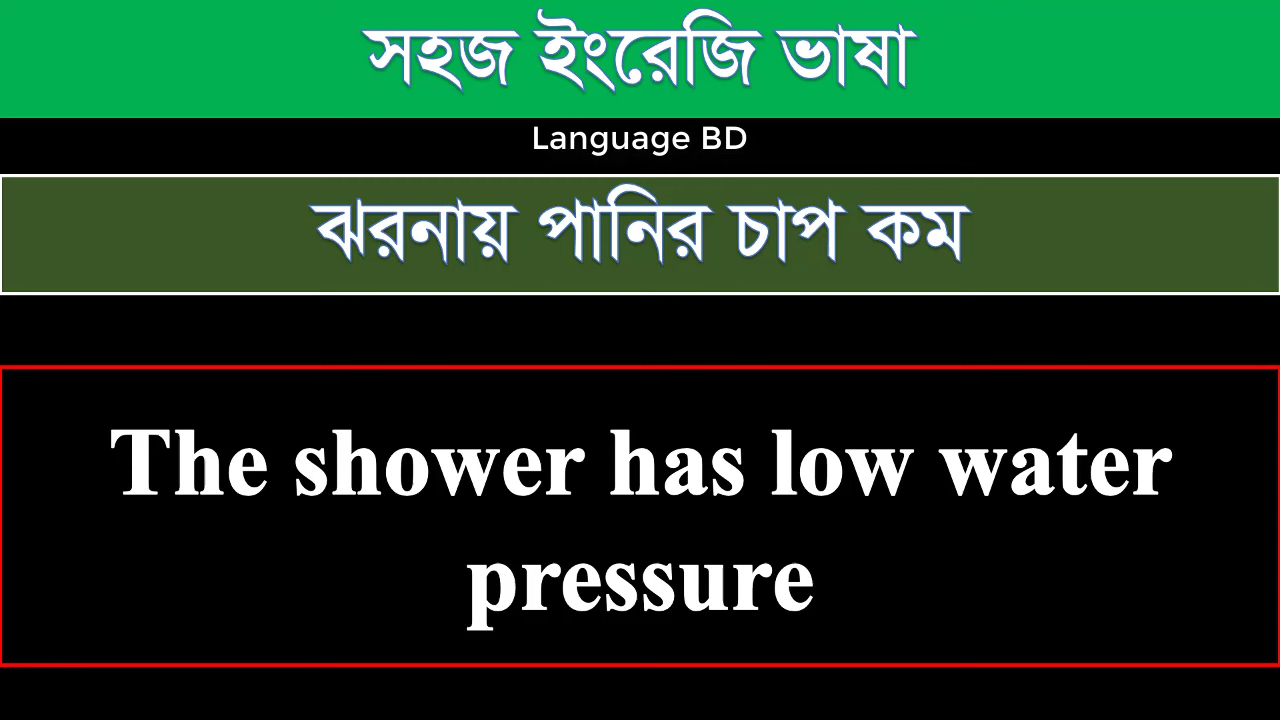 সহজ ইংরেজি ভাষা
Language BD
ঝরনায় পানির চাপ কম
The shower has low water
pressure